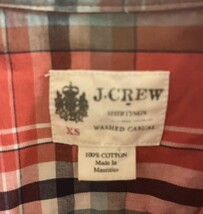 J.CREW
XS
WASHED CASUAL
100% COTTON
Made In
Mauritius